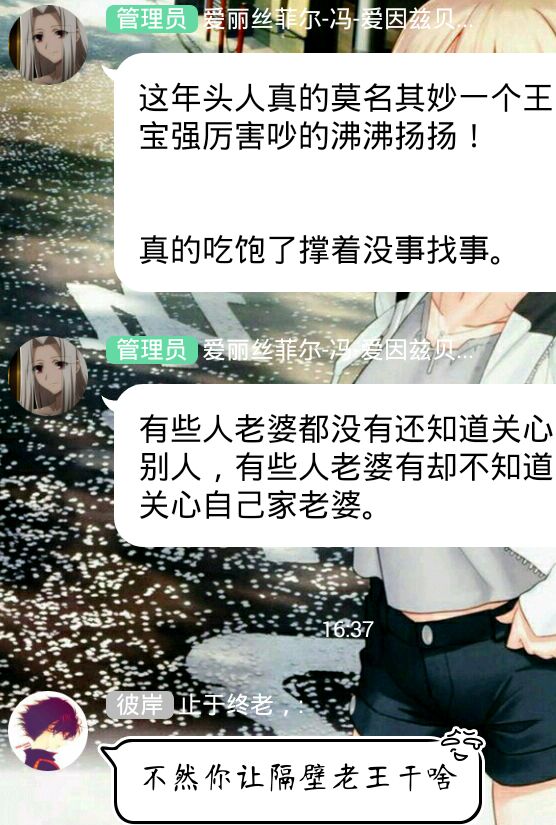 管理员 爱丽丝菲尔-冯-爱因兹贝...
这年头人真的莫名其妙一个王
宝强厉害吵的沸沸扬扬！
真的吃饱了撑着没事找事。
管理员 爱丽丝菲尔-冯-爱因兹贝...
有些人老婆都没有还知道关心
别人，有些人老婆有却不知道
关心自己家老婆。
16:37
彼岸 止于终老，:
不然你让隔壁老王干啥